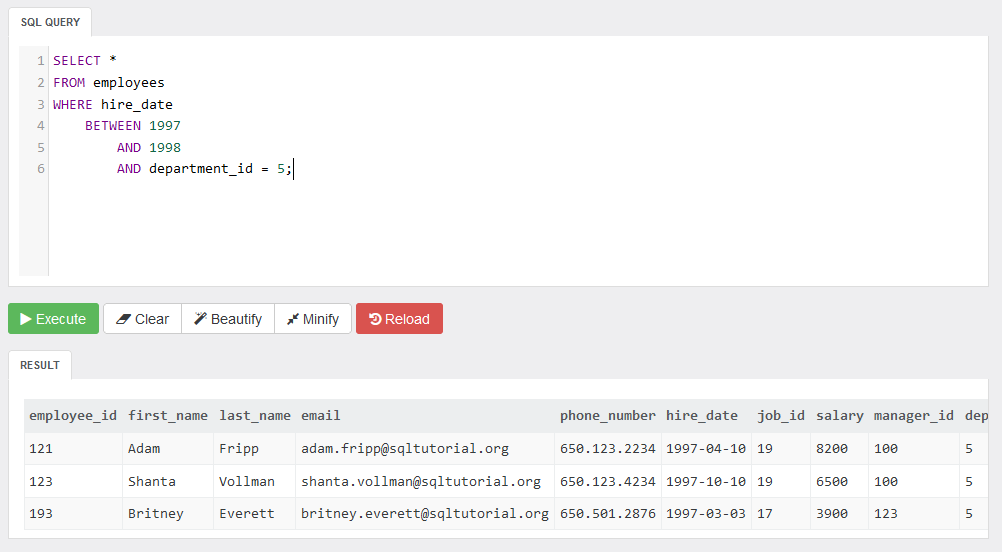 SQL QUERY
1 SELECT *
2 FROM employees
3 WHERE hire_date
4 BETWEEN 1997
5 AND 1998
6 AND department_id = 5;
Execute Clear Beautify Minify Reload
RESULT
employee_id first_name last_name email phone_number hire_date job_id salary manager_id dep
121 Adam Fripp adam.fripp@sqltutorial.org 650.123.2234 1997-04-10 19 8200 100 5
123 Shanta Vollman shanta.vollman@sqltutorial.org 650.123.4234 1997-10-10 19 6500 100 5
193 Britney Everett britney.everett@sqltutorial.org 650.501.2876 1997-03-03 17 3900 123 5